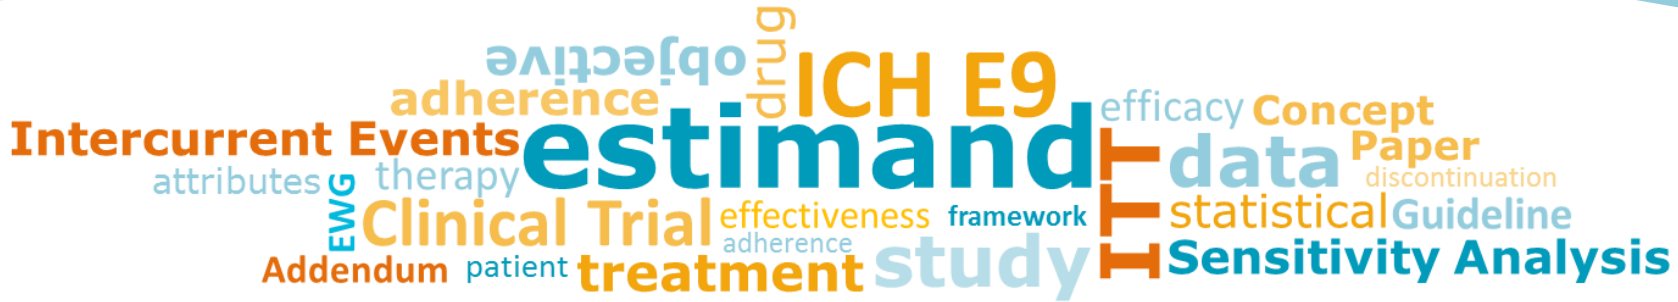 objective
drug
ICH E9
adherence
efficacy
Concept
Intercurrent Events
estimand
ITT
data
Paper
attributes
EWG
therapy
discontinuation
Clinical Trial
effectiveness
framework
statistical
Guideline
adherence
study
Sensitivity Analysis
Addendum
patient
treatment